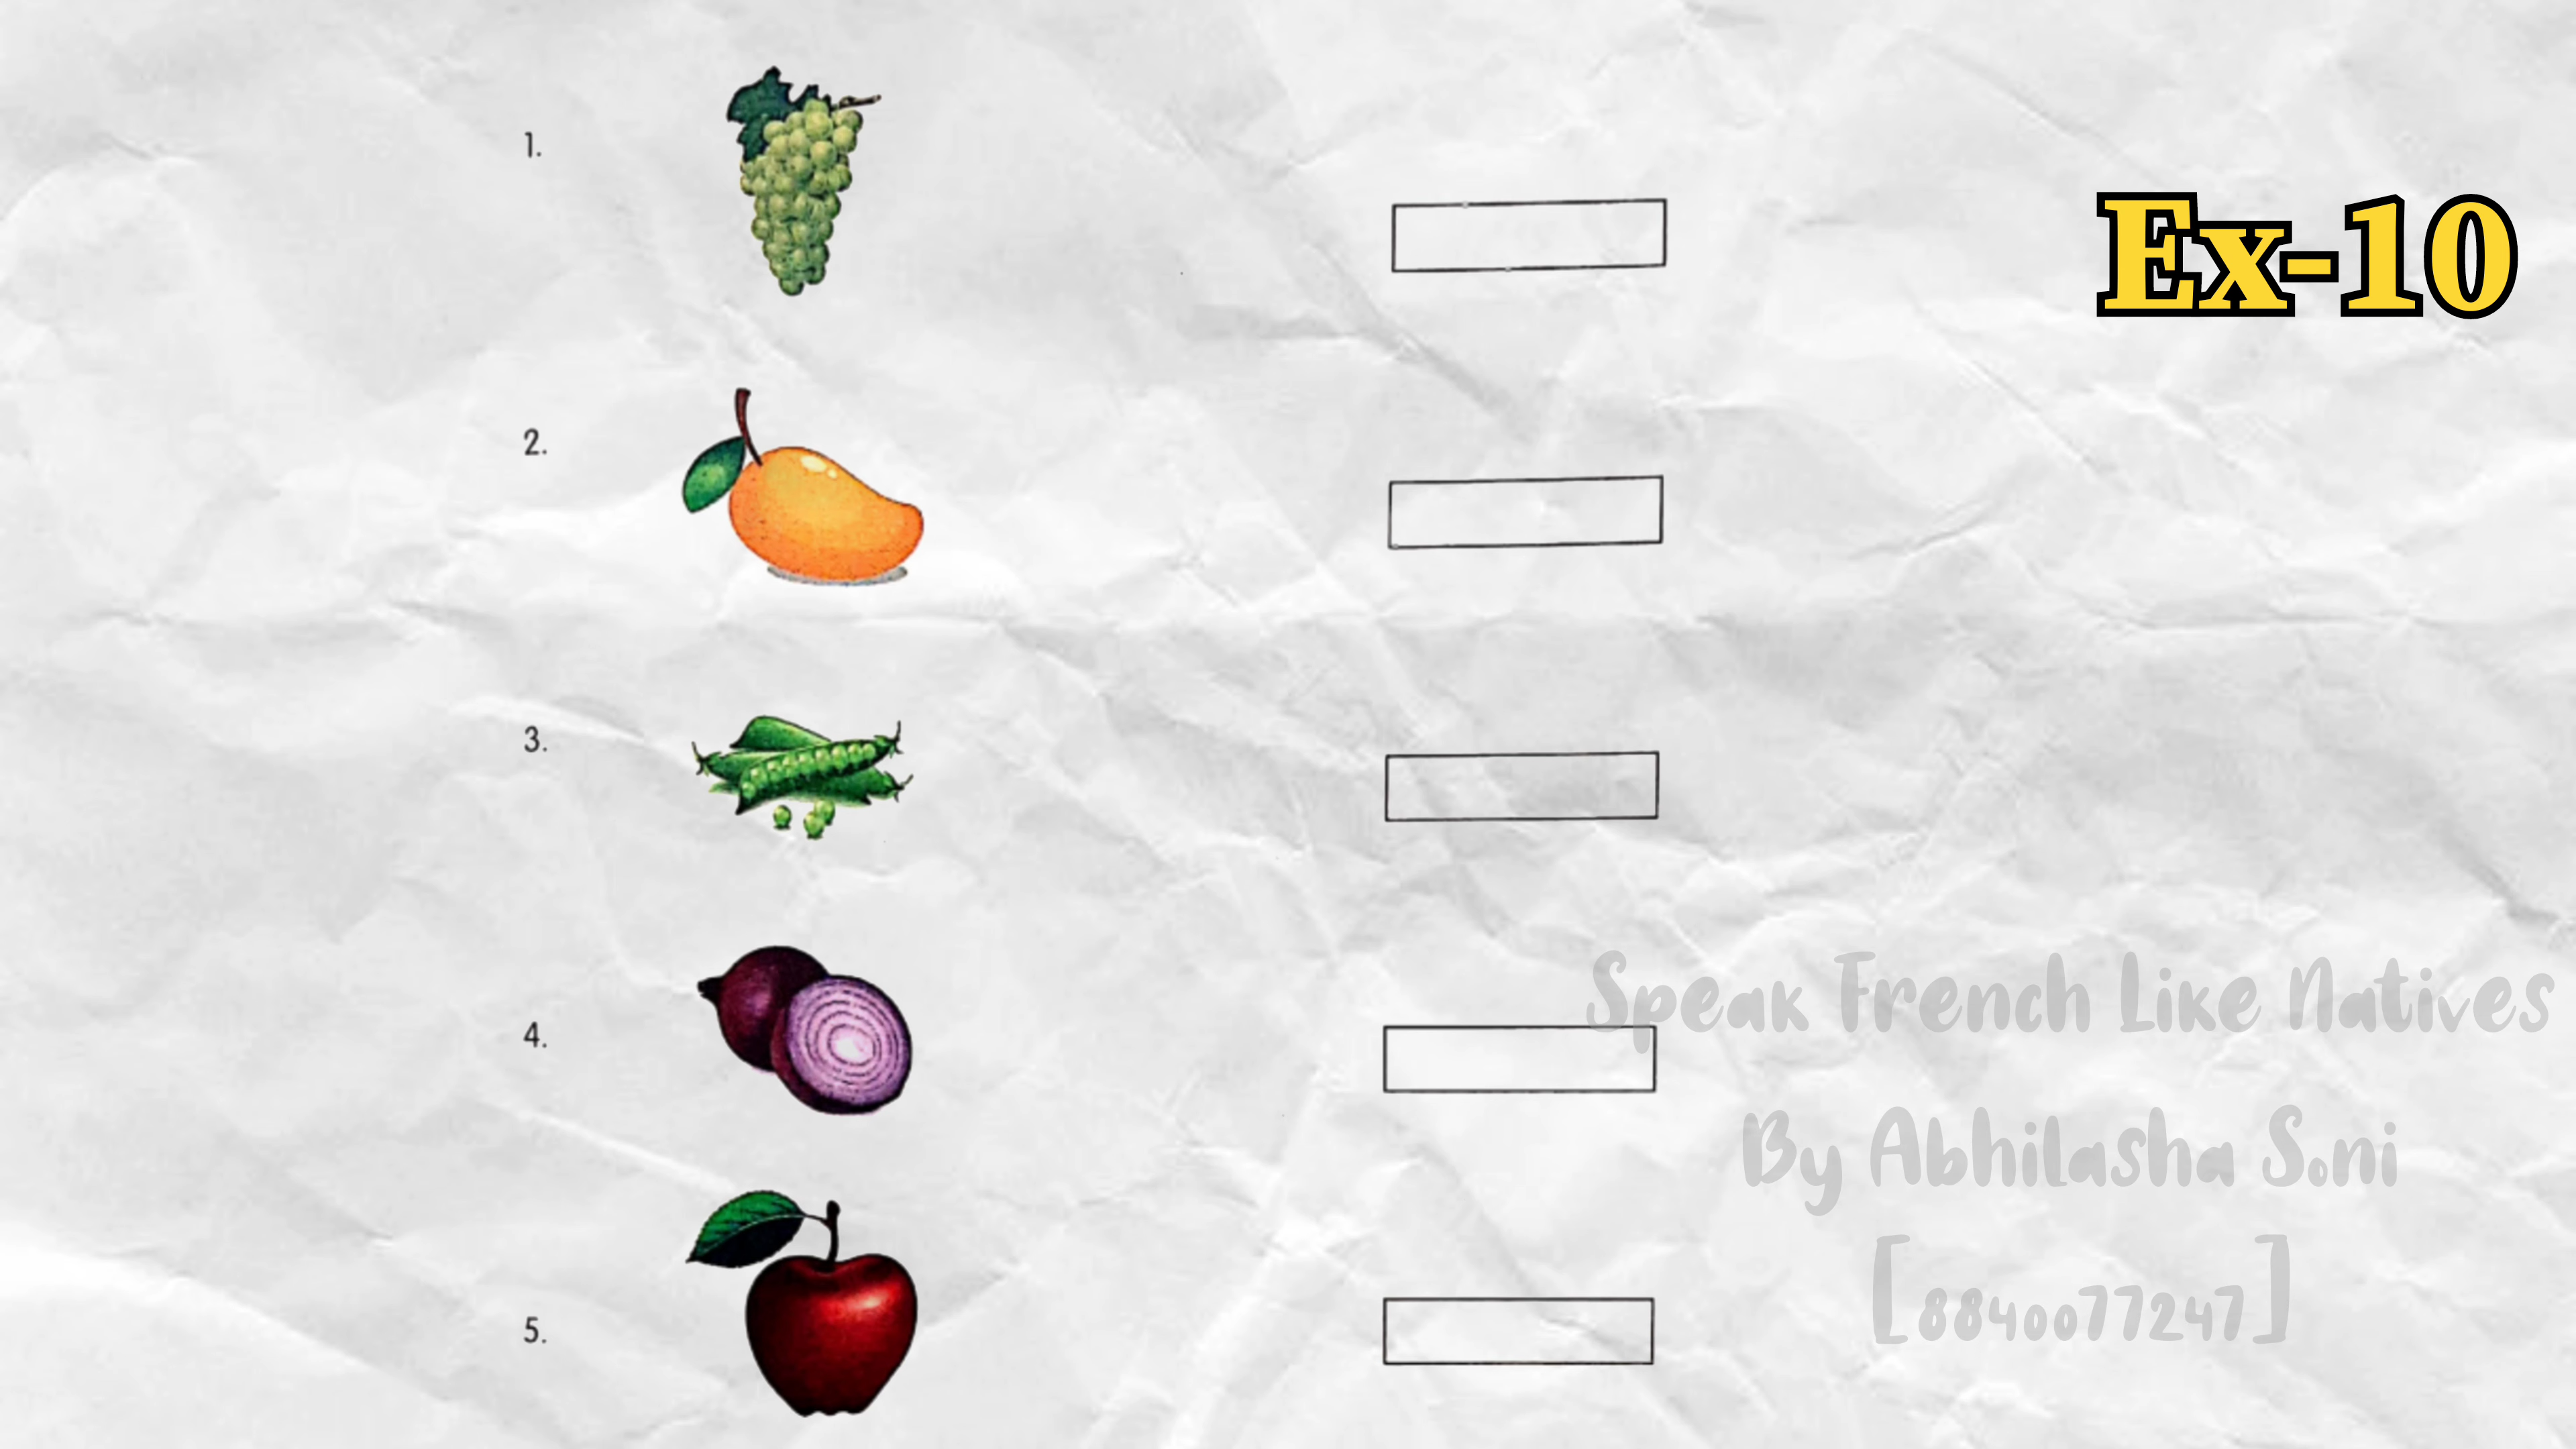 1.
Ex-10
2.
3.
4.
Speak French Like Natives
By Abhilasha Soni
[8840077247]
5.